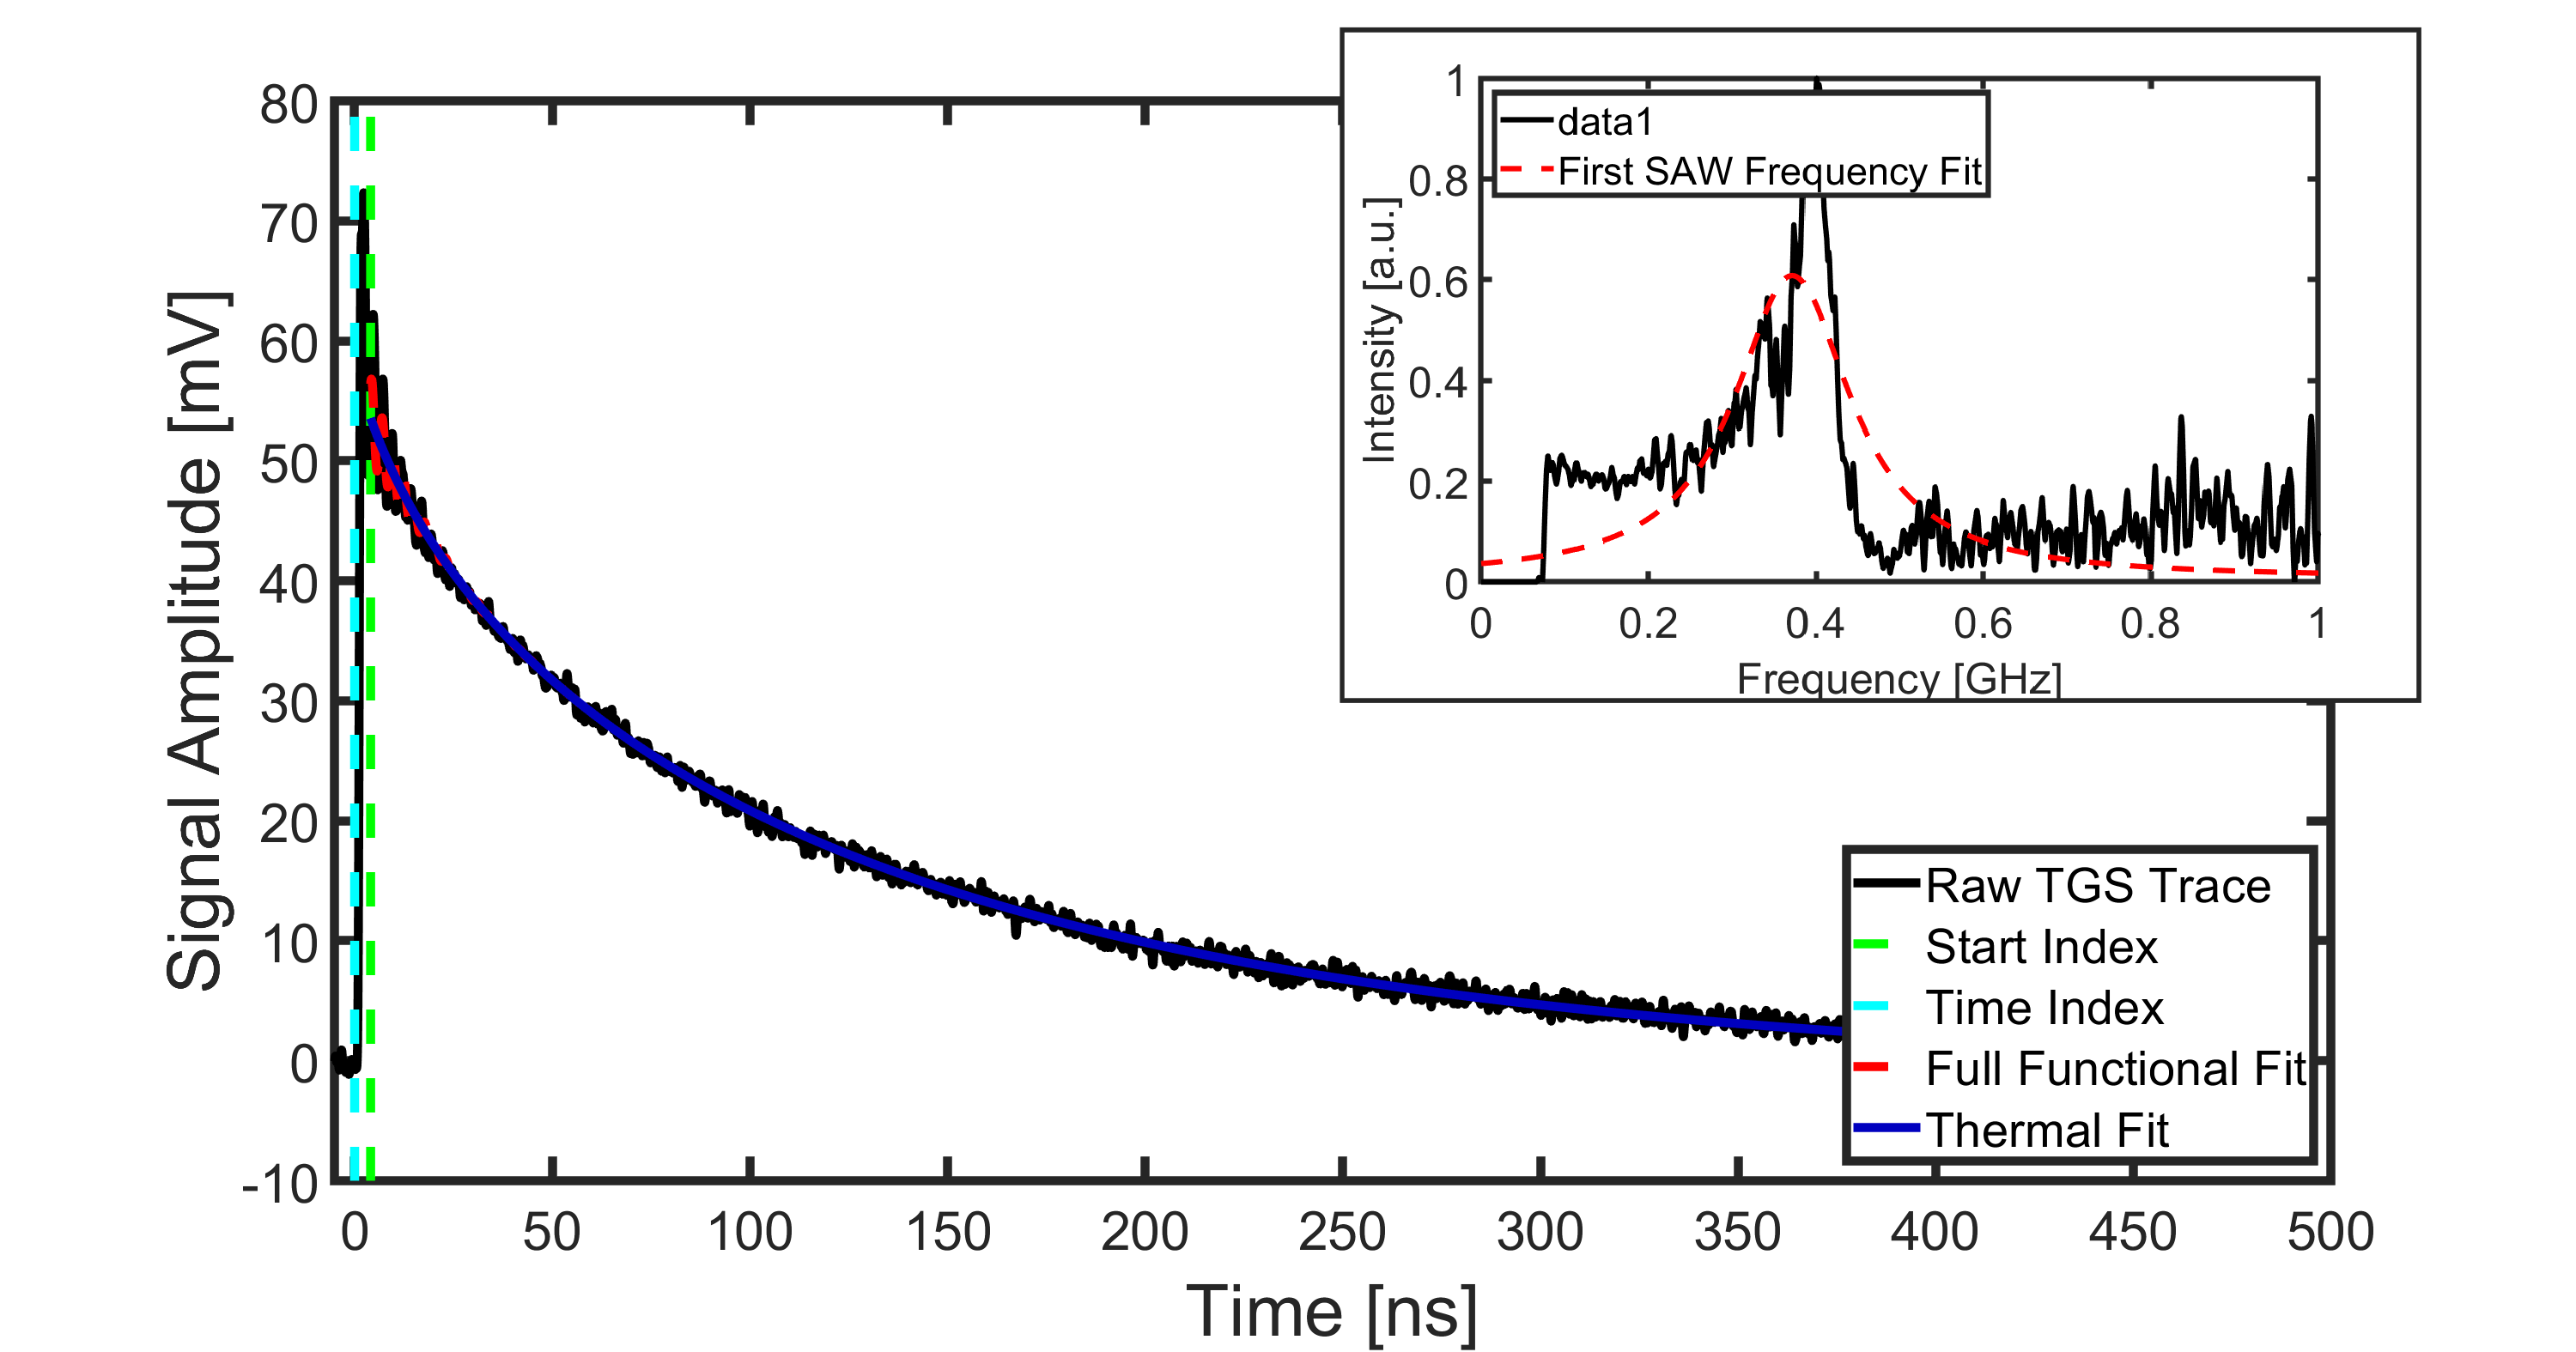 80
70
60
50
40
30
20
10
0
-10
Signal Amplitude [mV]
0 50 100 150 200 250 300 350 400 450 500
Time [ns]
1
0.8
0.6
0.4
0.2
0
Intensity [a.u.]
data1
First SAW Frequency Fit
0 0.2 0.4 0.6 0.8 1
Frequency [GHz]
Raw TGS Trace
Start Index
Time Index
Full Functional Fit
Thermal Fit